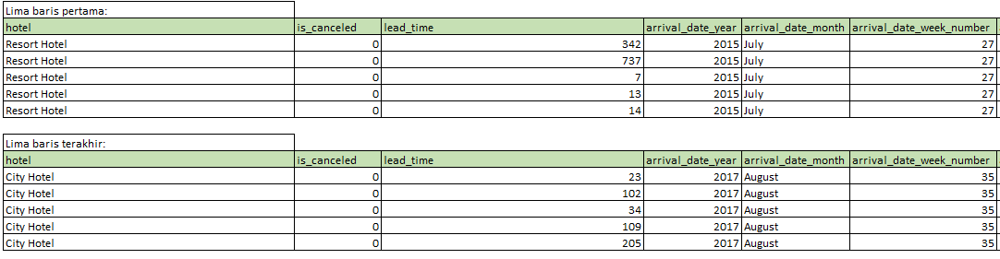 Lima baris pertama:
hotel is_canceled lead_time arrival_date_year arrival_date_month arrival_date_week_number
Resort Hotel 0 342 2015 July 27
Resort Hotel 0 737 2015 July 27
Resort Hotel 0 7 2015 July 27
Resort Hotel 0 13 2015 July 27
Resort Hotel 0 14 2015 July 27
Lima baris terakhir:
hotel is_canceled lead_time arrival_date_year arrival_date_month arrival_date_week_number
City Hotel 0 23 2017 August 35
City Hotel 0 102 2017 August 35
City Hotel 0 34 2017 August 35
City Hotel 0 109 2017 August 35
City Hotel 0 205 2017 August 35